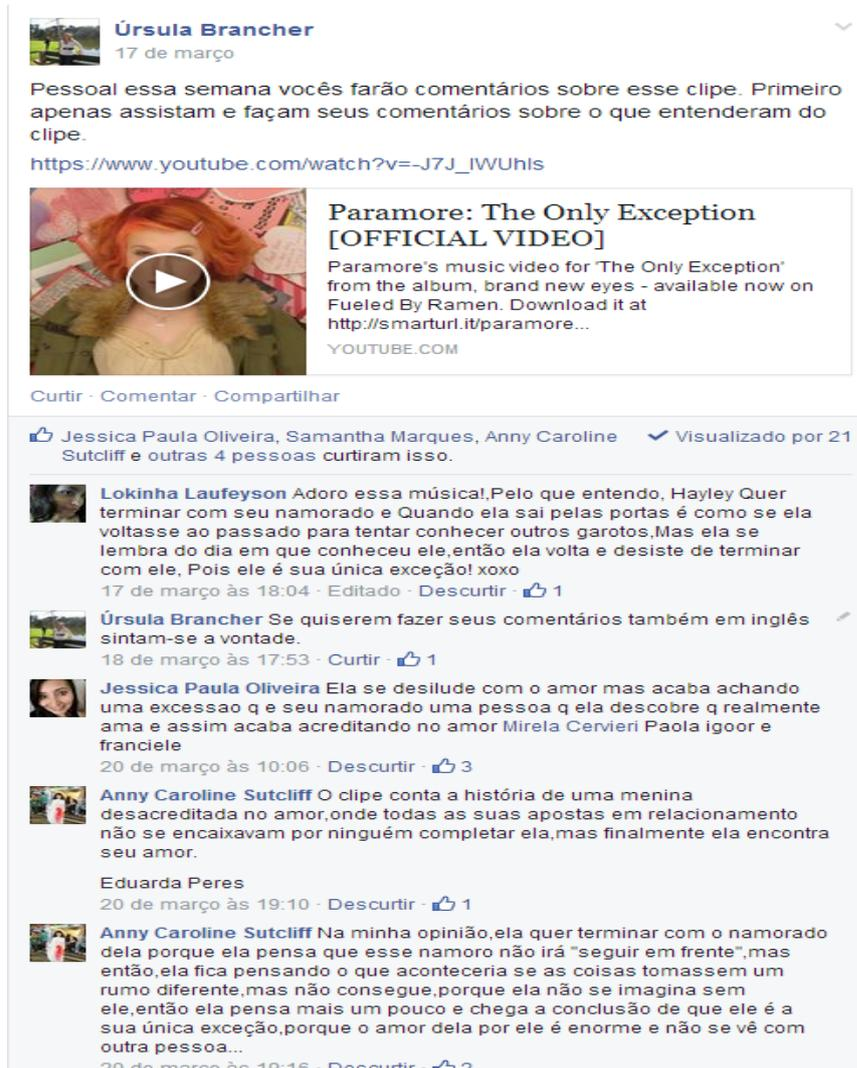 Úrsula Brancher
17 de março
Pessoal essa semana vocês farão comentários sobre esse clipe. Primeiro
apenas assistam e façam seus comentários sobre o que entenderam do
clipe.
https://www.youtube.com/watch?v=-J7J_IWUhls
Paramore: The Only Exception
[OFFICIAL VIDEO]
Paramore's music video for 'The Only Exception'
from the album, brand new eyes - available now on
Fueled By Ramen. Download it at
http://smarturl.it/paramore...
YOUTUBE.COM
Curtir · Comentar · Compartilhar
Jessica Paula Oliveira, Samantha Marques, Anny Caroline
Sutcliff e outras 4 pessoas curtiram isso.
Visualizado por 21
Lokinha Laufeyson Adoro essa música!,Pelo que entendo, Hayley Quer
terminar com seu namorado e Quando ela sai pelas portas é como se ela
voltasse ao passado para tentar conhecer outros garotos,Mas ela se
lembra do dia em que conheceu ele,então ela volta e desiste de terminar
com ele, Pois ele é sua única exceção! xoxo
17 de março às 18:04 · Editado · Descurtir · 1
Úrsula Brancher Se quiserem fazer seus comentários também em inglês
sintam-se a vontade.
18 de março às 17:53 · Curtir · 1
Jessica Paula Oliveira Ela se desilude com o amor mas acaba achando
uma excessao q e seu namorado uma pessoa q ela descobre q realmente
ama e assim acaba acreditando no amor Mirela Cervieri Paola igoor e
franciele
20 de março às 10:06 · Descurtir · 3
Anny Caroline Sutcliff O clipe conta a história de uma menina
desacreditada no amor,onde todas as suas apostas em relacionamento
não se encaixavam por ninguém completar ela,mas finalmente ela encontra
seu amor.
Eduarda Peres
20 de março às 19:10 · Descurtir · 1
Anny Caroline Sutcliff Na minha opinião,ela quer terminar com o namorado
dela porque ela pensa que esse namoro não irá "seguir em frente",mas
então,ela fica pensando o que aconteceria se as coisas tomassem um
rumo diferente,mas não consegue,porque ela não se imagina sem
ele,então ela pensa mais um pouco e chega a conclusão de que ele é a
sua única exceção,porque o amor dela por ele é enorme e não se vê com
outra pessoa...
20 de março às 19:16 · Descurtir · 2